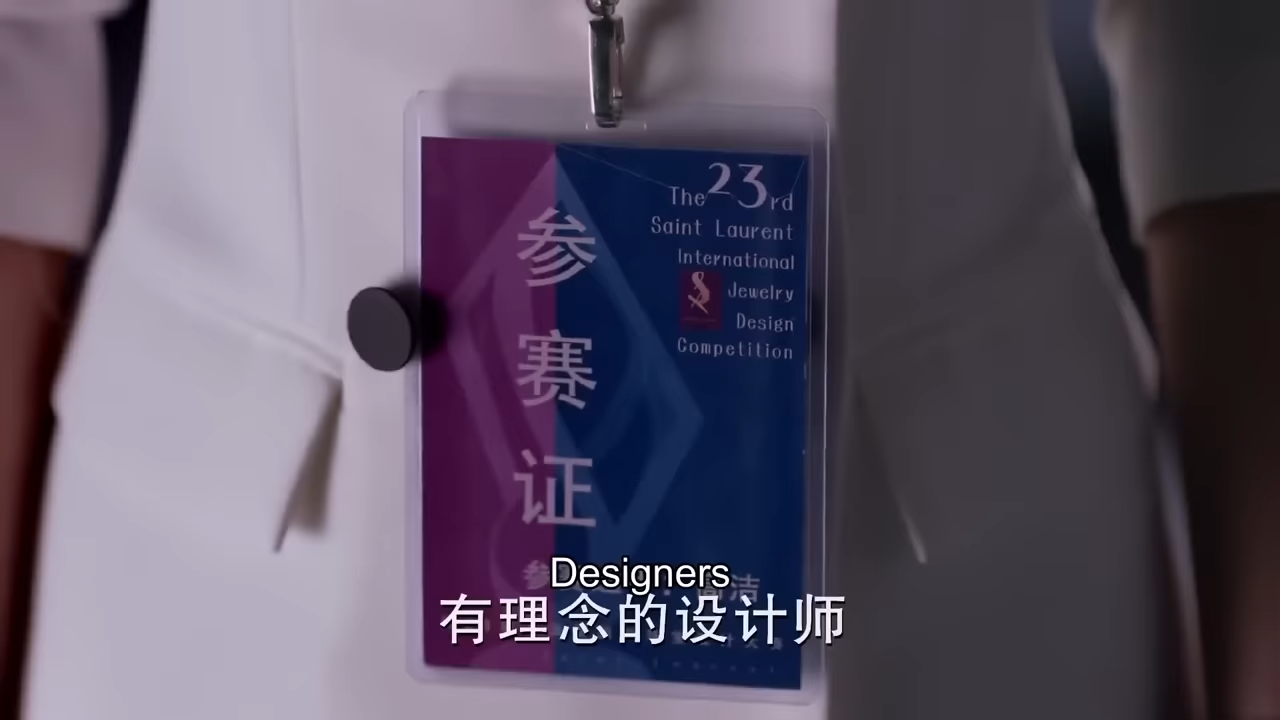 The 23rd
Saint Laurent
International
Jewelry
Design
Competition
参赛证
Designers
有理念的设计师